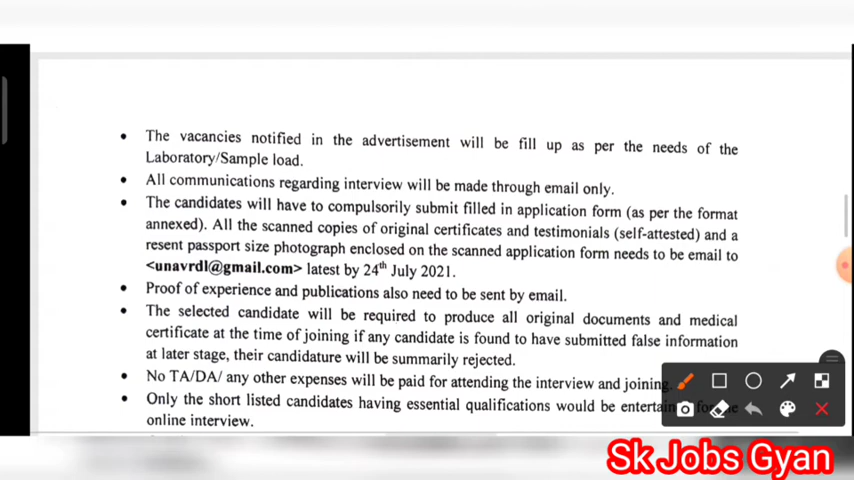 • The vacancies notified in the advertisement will be fill up as per the needs of the
Laboratory/Sample load.
• All communications regarding interview will be made through email only.
• The candidates will have to compulsorily submit filled in application form (as per the format
annexed). All the scanned copies of original certificates and testimonials (self-attested) and a
resent passport size photograph enclosed on the scanned application form needs to be email to
<unavrdl@gmail.com> latest by 24th July 2021.
• Proof of experience and publications also need to be sent by email.
• The selected candidate will be required to produce all original documents and medical
certificate at the time of joining if any candidate is found to have submitted false information
at later stage, their candidature will be summarily rejected.
• No TA/DA/ any other expenses will be paid for attending the interview and joining.
• Only the short listed candidates having essential qualifications would be
online interview.
Sk Jobs Gyan